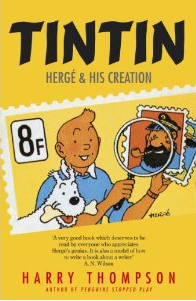 TINTIN
HERGÉ & HIS CREATION
8F
HERGÉ
'A very good book which deserves to be
read by everyone who appreciates
Hergé's genius. It is also a model of how
to write a book about a writer'
A. N. Wilson
HARRY THOMPSON
AUTHOR OF PENGUINS STOPPED PLAY